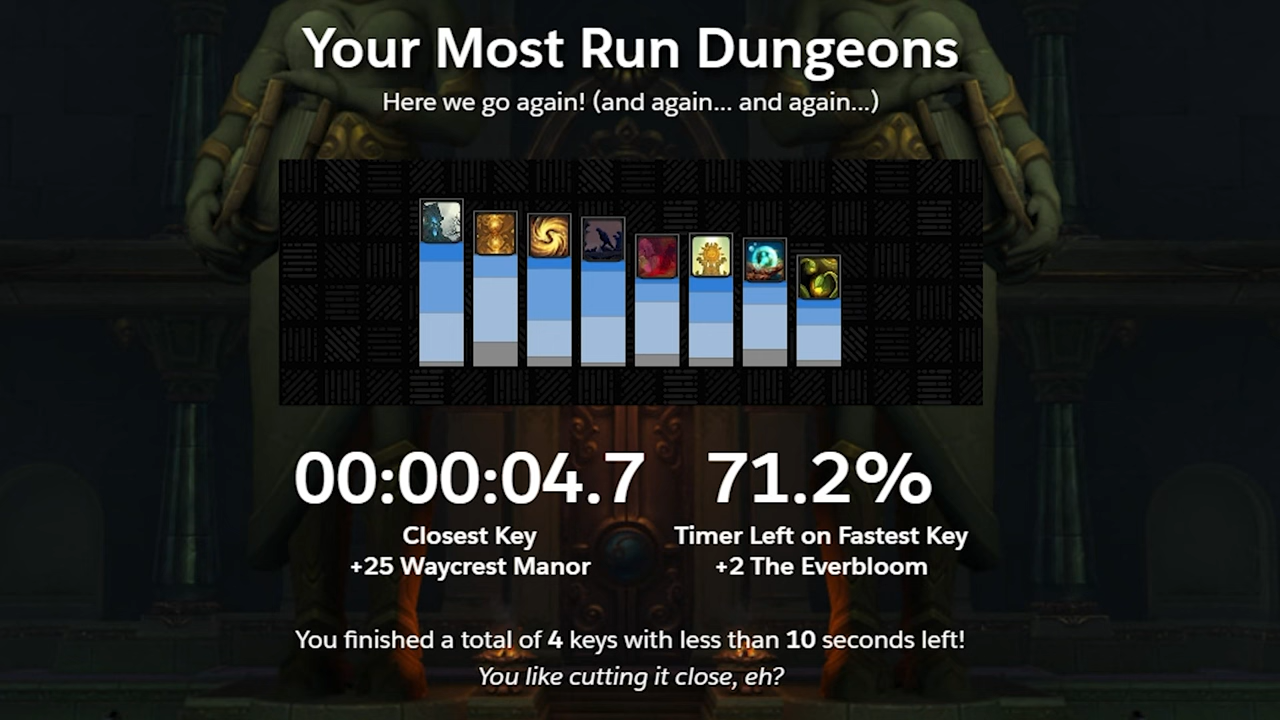 Your Most Run Dungeons
Here we go again! (and again... and again...)
00:00:04.7 71.2%
Closest Key Timer Left on Fastest Key
+25 Waycrest Manor +2 The Everbloom
You finished a total of 4 keys with less than 10 seconds left!
You like cutting it close, eh?